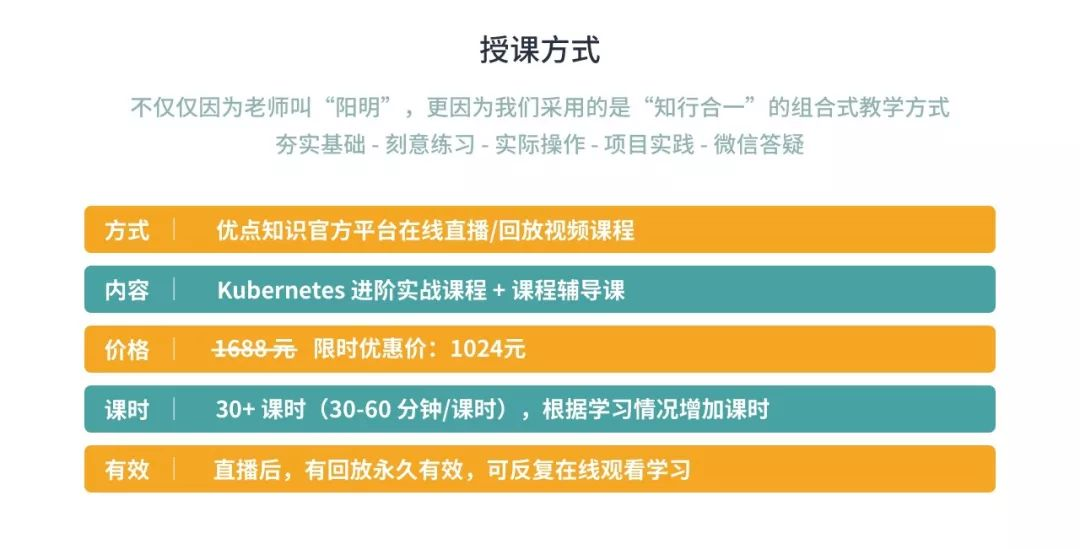 授课方式
不仅仅因为老师叫“阳明”，更因为我们采用的是“知行合一”的组合式教学方式
夯实基础 - 刻意练习 - 实际操作 - 项目实践 - 微信答疑
方式 | 优点知识官方平台在线直播/回放视频课程
内容 | Kubernetes 进阶实战课程 + 课程辅导课
价格 | 1688 元 限时优惠价：1024元
课时 | 30+ 课时（30-60 分钟/课时），根据学习情况增加课时
有效 | 直播后，有回放永久有效，可反复在线观看学习